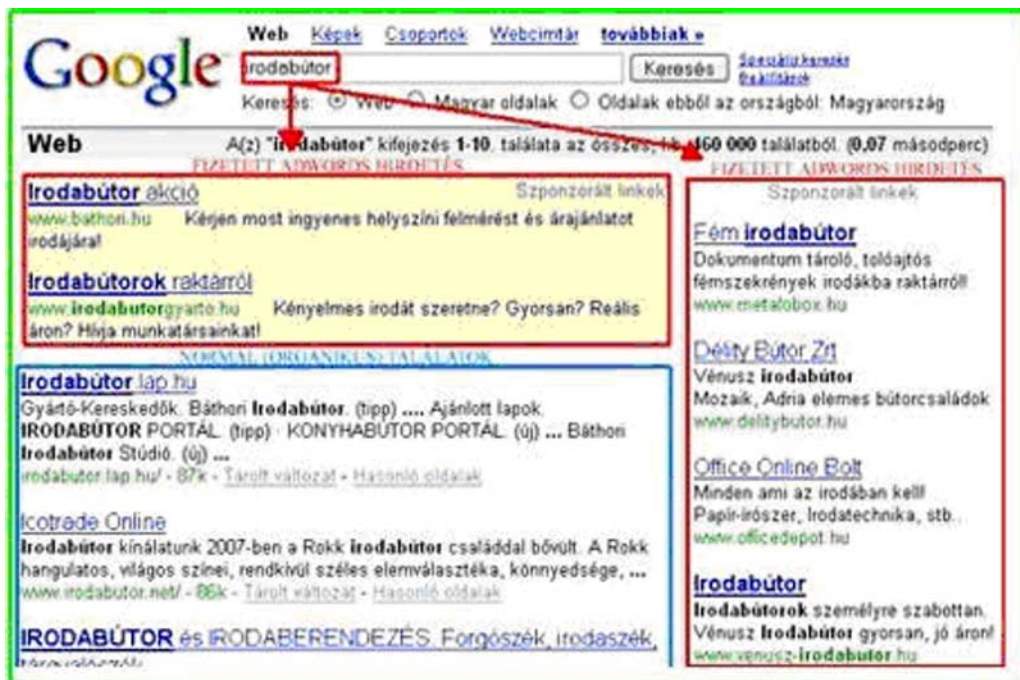 Google
Web Képek Csoportok Webcímtár továbbiak »
irodabútor Keresés Speciális keresés
Beállítások
Keresés: Web Magyar oldalak Oldalak ebből az országból: Magyarország
Web A(z) "irodabútor" kifejezés 1-10. találata az összes, kb. 460 000 találatból. (0,07 másodperc)
FIZETETT ADWORDS HIRDETÉS
Irodabútor akció Szponzorált linkek
www.bathori.hu Kérjen most ingyenes helyszíni felmérést és árajánlatot
irodájára!
Irodabútorok raktárról
www.irodabutorgyarto.hu Kényelmes irodát szeretne? Gyorsan? Reális
áron? Hívja munkatársainkat!
NORMÁL (ORGANIKUS) TALÁLATOK
Irodabútor.lap.hu
Gyártó-Kereskedők. Báthori Irodabútor. (tipp) .... Ajánlott lapok.
IRODABÚTOR PORTÁL. (tipp) · KONYHABÚTOR PORTÁL. (új) ... Báthori
Irodabútor Stúdió. (új) ...
irodabutor.lap.hu/ - 87k - Tárolt változat - Hasonló oldalak
Icotrade Online
Irodabútor kínálatunk 2007-ben a Rokk irodabútor családdal bővült. A Rokk
hangulatos, világos színei, rendkívül széles elemválasztéka, könnyedsége, ...
www.irodabutor.net/ - 86k - Tárolt változat - Hasonló oldalak
IRODABÚTOR és IRODABERENDEZÉS. Forgószék, irodaszék,
FIZETETT ADWORDS HIRDETÉS
Szponzorált linkek
Fém irodabútor
Dokumentum tároló, tolóajtós
fémszekrények irodákba raktárról!
www.metalobox.hu
Délity Bútor Zrt
Vénusz irodabútor
Mozaik, Adria elemes bútorcsaládok
www.delitybutor.hu
Office Online Bolt
Minden ami az irodában kell!
Papír-írószer, Irodatechnika, stb..
www.officedepot.hu
Irodabútor
Irodabútorok személyre szabottan.
Vénusz Irodabútor gyorsan, jó áron!
www.venusz-irodabutor.hu